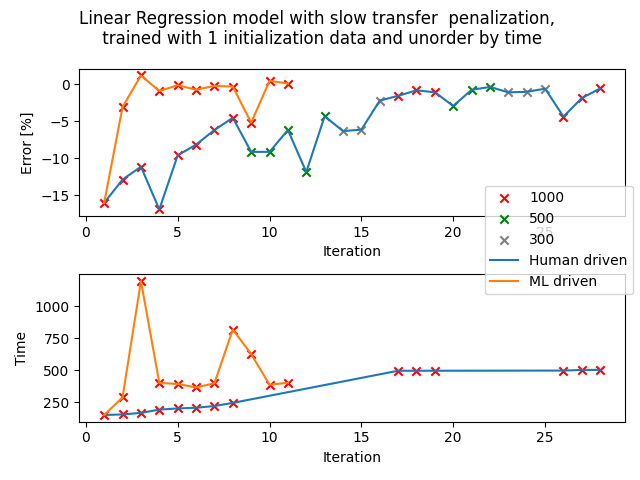 Linear Regression model with slow transfer  penalization,
trained with 1 initialization data and unorder by time
0
−5
−10
−15
Error [%]
0 5 10 15 20 25
Iteration
1000
500
300
Human driven
ML driven
1000
750
500
250
Time
0 5 10 15 20 25
Iteration